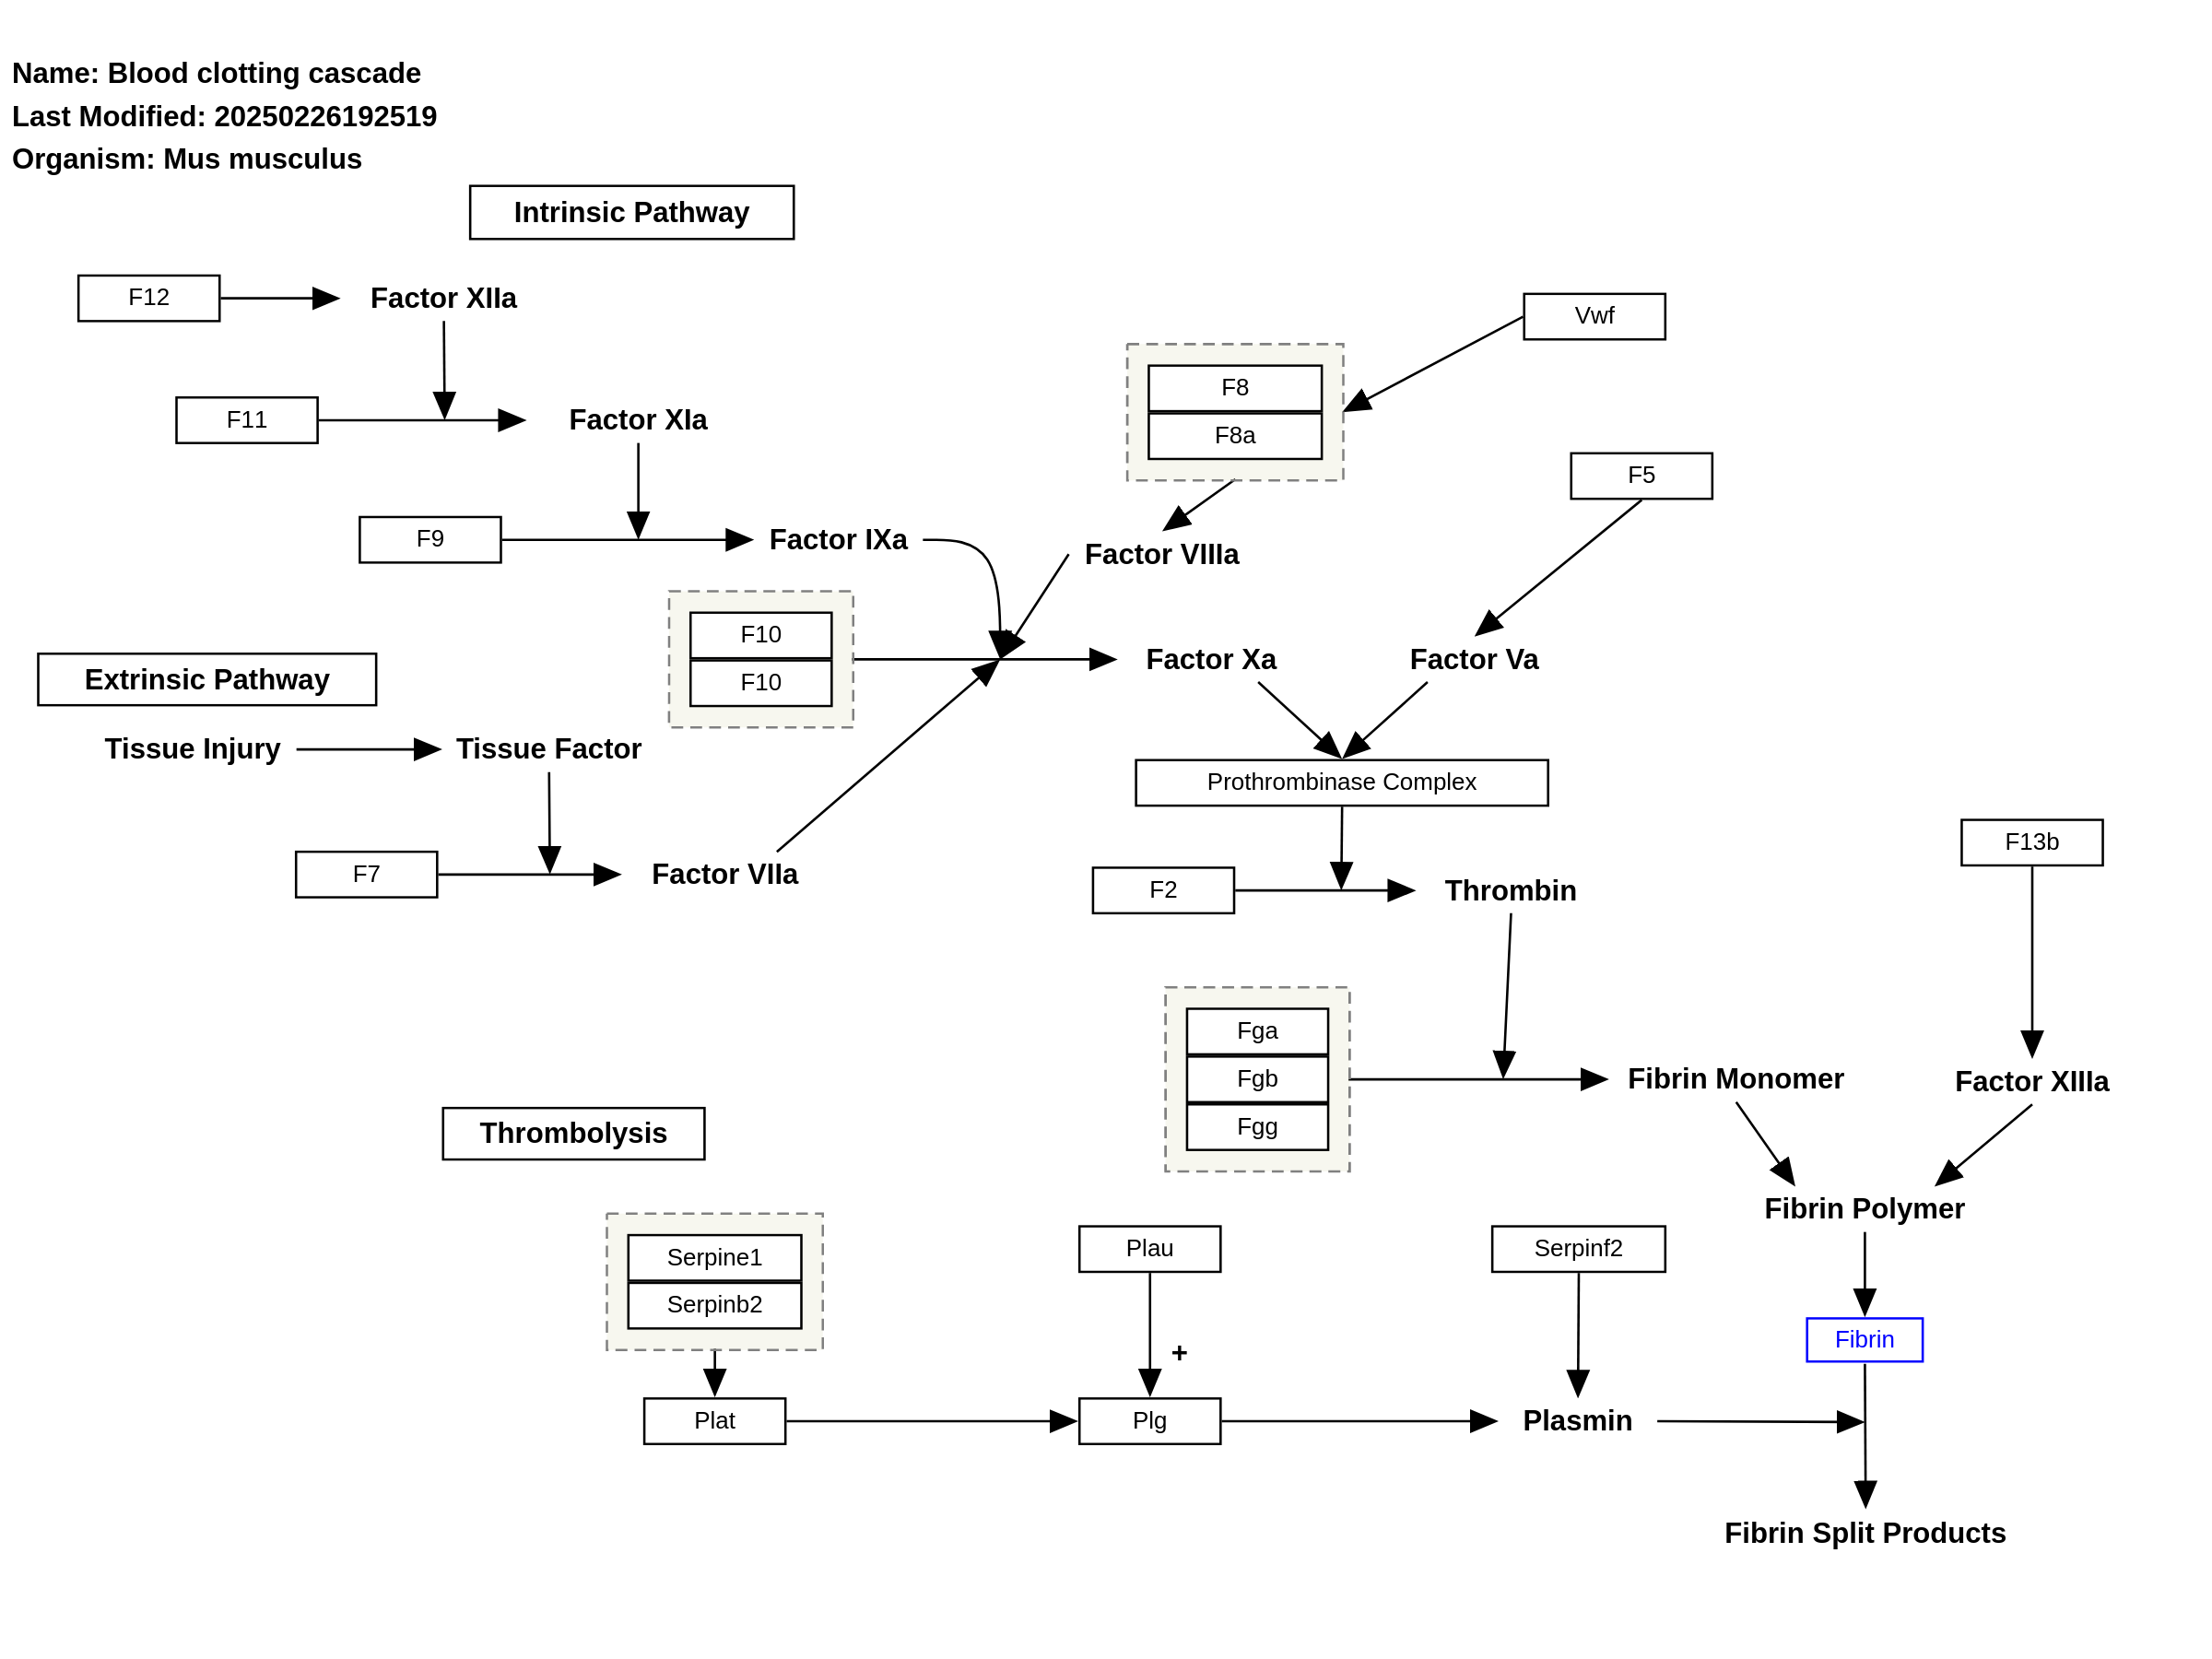 Name: Blood clotting cascade
Last Modified: 20250226192519
Organism: Mus musculus
Intrinsic Pathway
F12
Factor XIIa
Vwf
F8
F8a
F11
Factor XIa
F5
F9
Factor IXa
Factor VIIIa
F10
F10
Factor Xa
Factor Va
Extrinsic Pathway
Tissue Injury
Tissue Factor
Prothrombinase Complex
F7
Factor VIIa
F2
Thrombin
F13b
Fga
Fgb
Fgg
Fibrin Monomer
Factor XIIIa
Thrombolysis
Fibrin Polymer
Serpine1
Serpinb2
Plau
Serpinf2
+
Fibrin
Plat
Plg
Plasmin
Fibrin Split Products